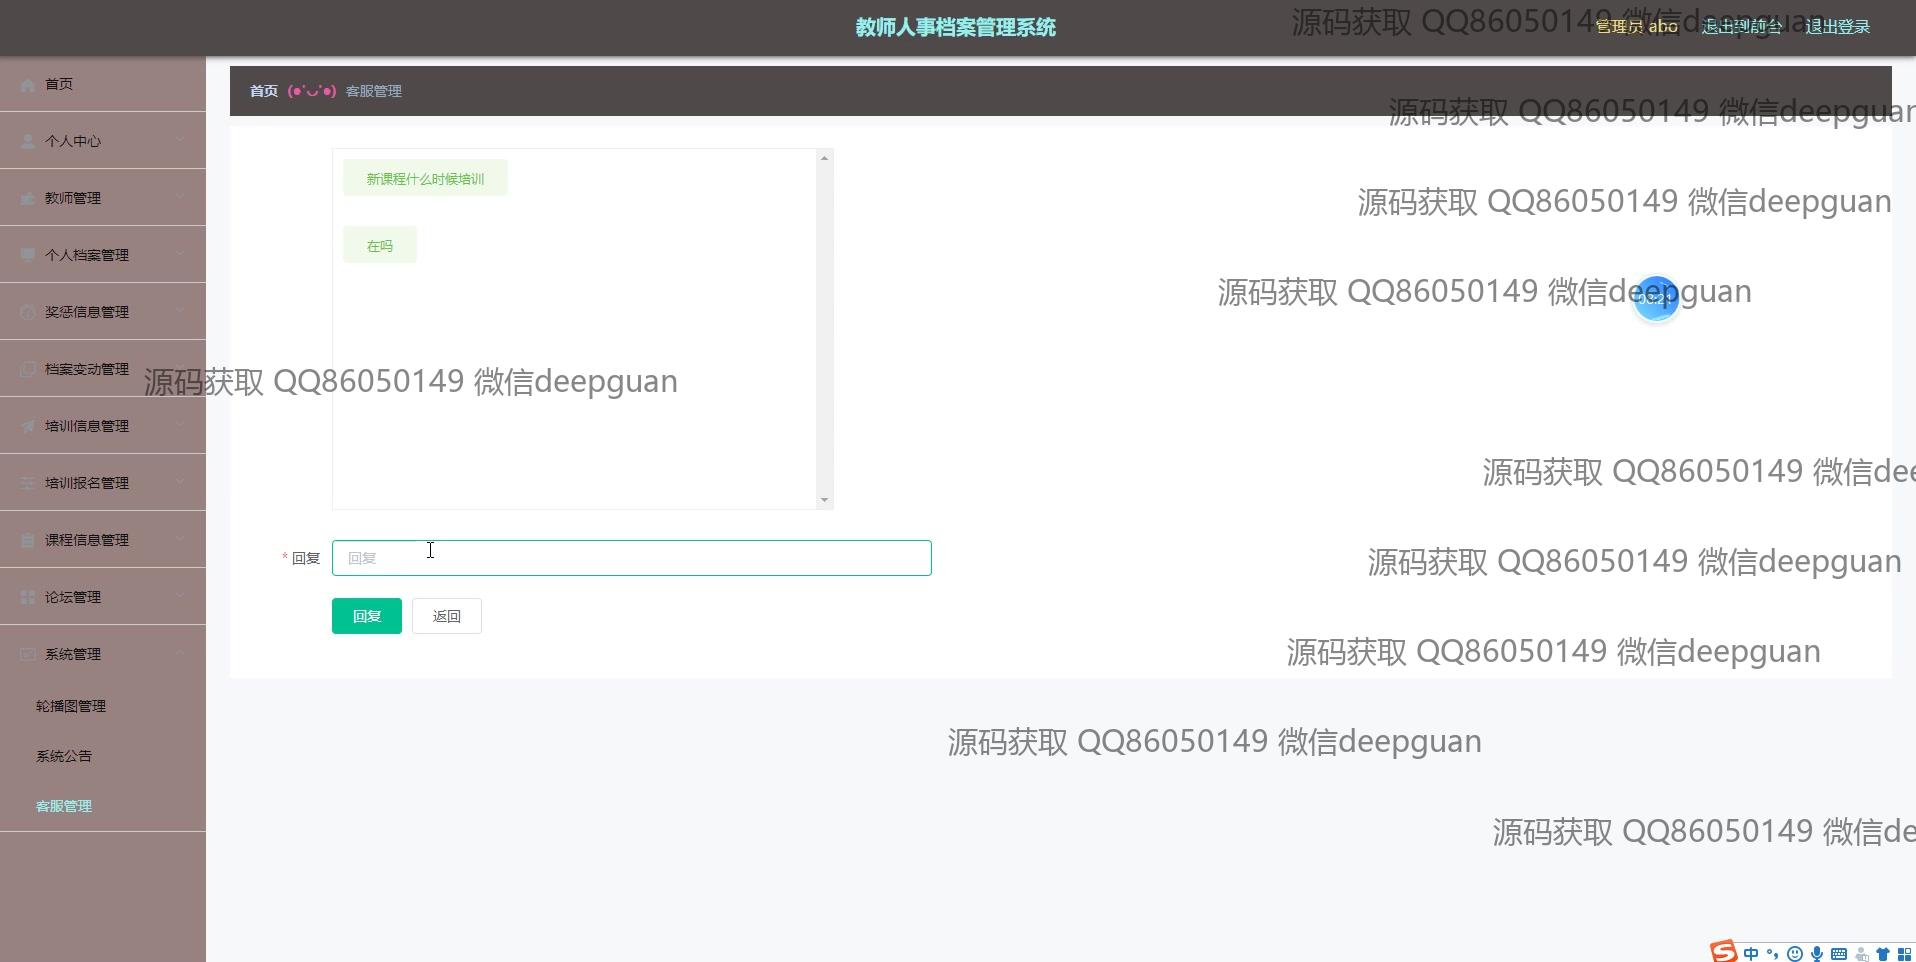 教师人事档案管理系统
管理员 abo 退出到前台 退出登录
源码获取 QQ86050149 微信deepguan
首页
首页 (●'◡'●) 客服管理
源码获取 QQ86050149 微信deepguan
个人中心
新课程什么时候培训
教师管理
源码获取 QQ86050149 微信deepguan
在吗
个人档案管理
源码获取 QQ86050149 微信deepguan
奖惩信息管理
档案变动管理
源码获取 QQ86050149 微信deepguan
培训信息管理
源码获取 QQ86050149 微信dee
培训报名管理
课程信息管理
* 回复 回复
源码获取 QQ86050149 微信deepguan
论坛管理
回复 返回
系统管理
源码获取 QQ86050149 微信deepguan
轮播图管理
源码获取 QQ86050149 微信deepguan
系统公告
客服管理
源码获取 QQ86050149 微信de
中